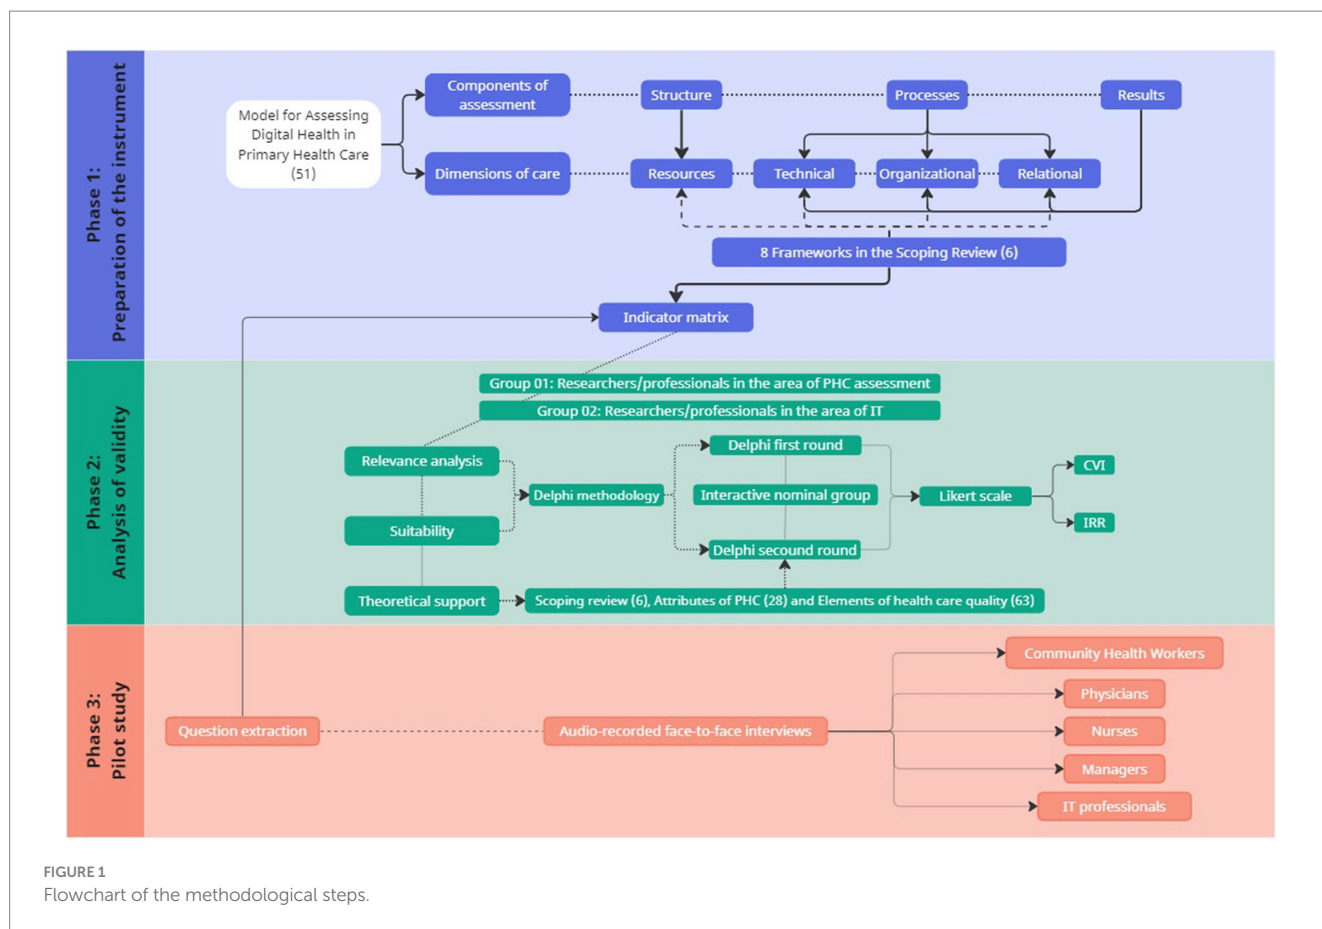 Phase 1:
Preparation of the instrument
Model for Assessing
Digital Health in
Primary Health Care
(51)
Components of
assessment
Structure
Processes
Results
Dimensions of care
Resources
Technical
Organizational
Relational
8 Frameworks in the Scoping Review (6)
Indicator matrix
Phase 2:
Analysis of validity
Group 01: Researchers/professionals in the area of PHC assessment
Group 02: Researchers/professionals in the area of IT
Relevance analysis
Suitability
Theoretical support
Delphi methodology
Delphi first round
Interactive nominal group
Delphi secound round
Likert scale
CVI
IRR
Scoping review (6), Attributes of PHC (28) and Elements of health care quality (63)
Phase 3:
Pilot study
Question extraction
Audio-recorded face-to-face interviews
Community Health Workers
Physicians
Nurses
Managers
IT professionals
FIGURE 1
Flowchart of the methodological steps.